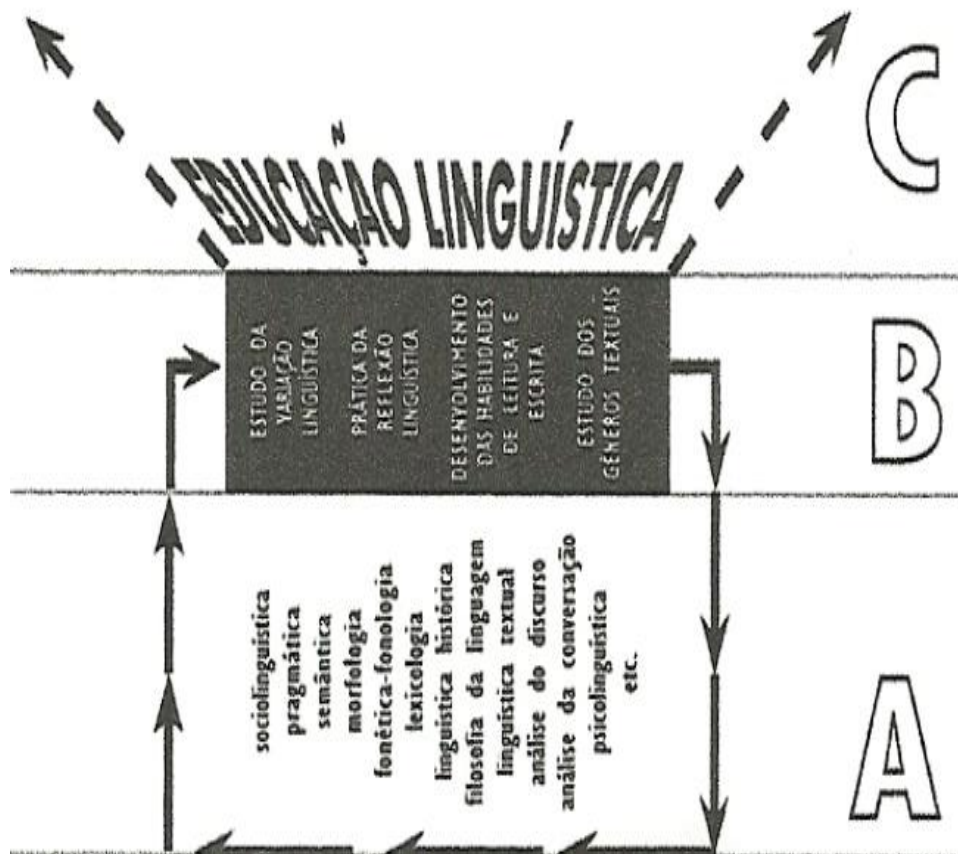 C
EDUCAÇÃO LINGUÍSTICA
B
ESTUDO DA
VARIAÇÃO
LINGUÍSTICA
PRÁTICA DA
REFLEXÃO
LINGUÍSTICA
DESENVOLVIMENTO
DAS HABILIDADES
DE LEITURA E
ESCRITA
ESTUDO DOS
GÊNEROS TEXTUAIS
A
sociolinguística
pragmática
semântica
morfologia
fonética-fonologia
lexicologia
linguística histórica
filosofia da linguagem
linguística textual
análise do discurso
análise da conversação
psicolinguística
etc.